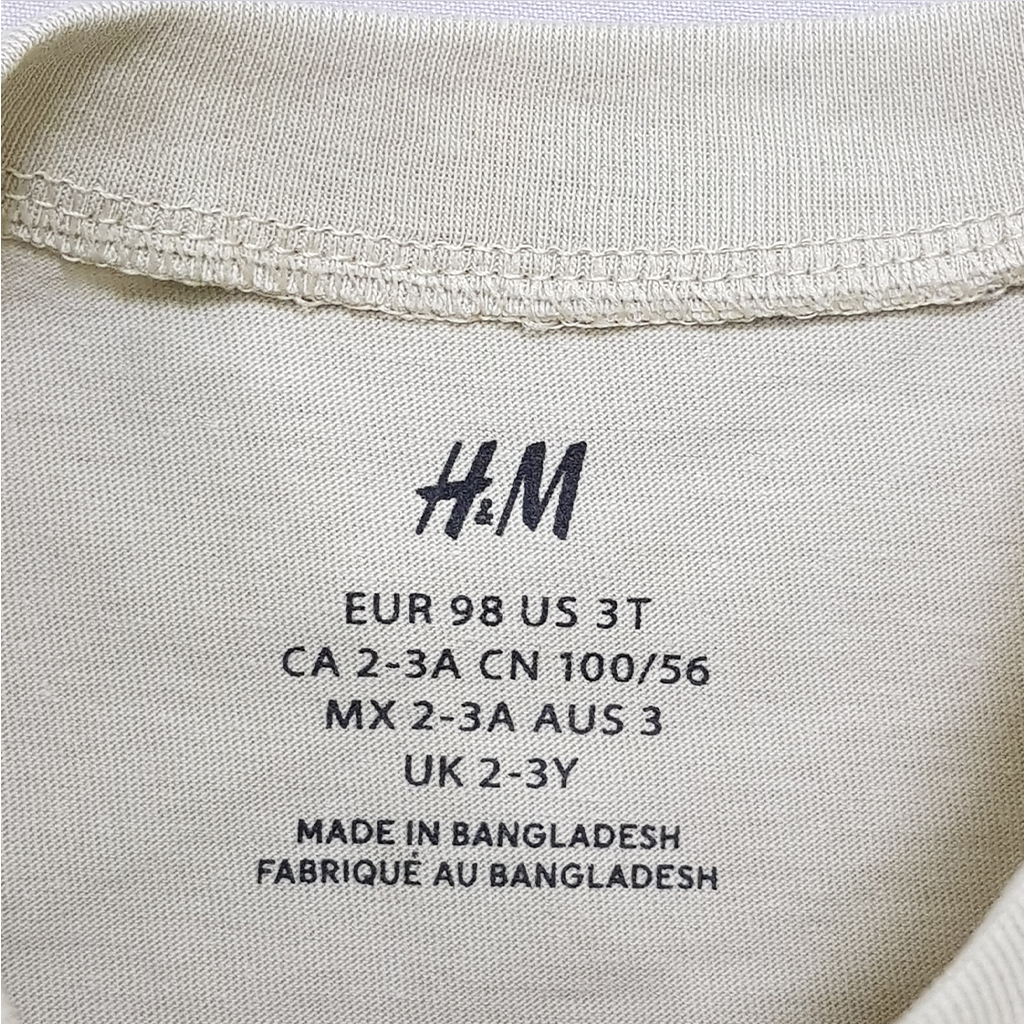 H&M
EUR 98 US 3T
CA 2-3A CN 100/56
MX 2-3A AUS 3
UK 2-3Y
MADE IN BANGLADESH
FABRIQUÉ AU BANGLADESH